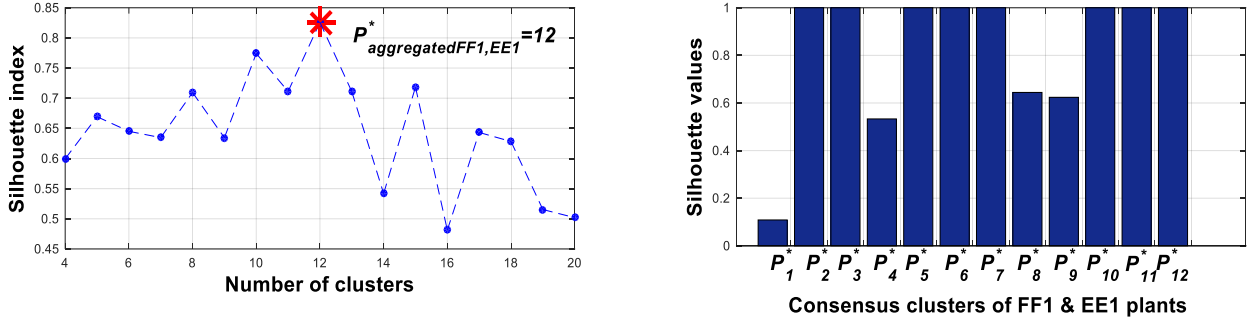 0.85
0.8
0.75
0.7
0.65
0.6
0.55
0.5
0.45
Silhouette index
P*aggregatedFF1,EE1=12
4 6 8 10 12 14 16 18 20
Number of clusters
1
0.8
0.6
0.4
0.2
0
Silhouette values
P*1 P*2 P*3 P*4 P*5 P*6 P*7 P*8 P*9 P*10 P*11 P*12
Consensus clusters of FF1 & EE1 plants